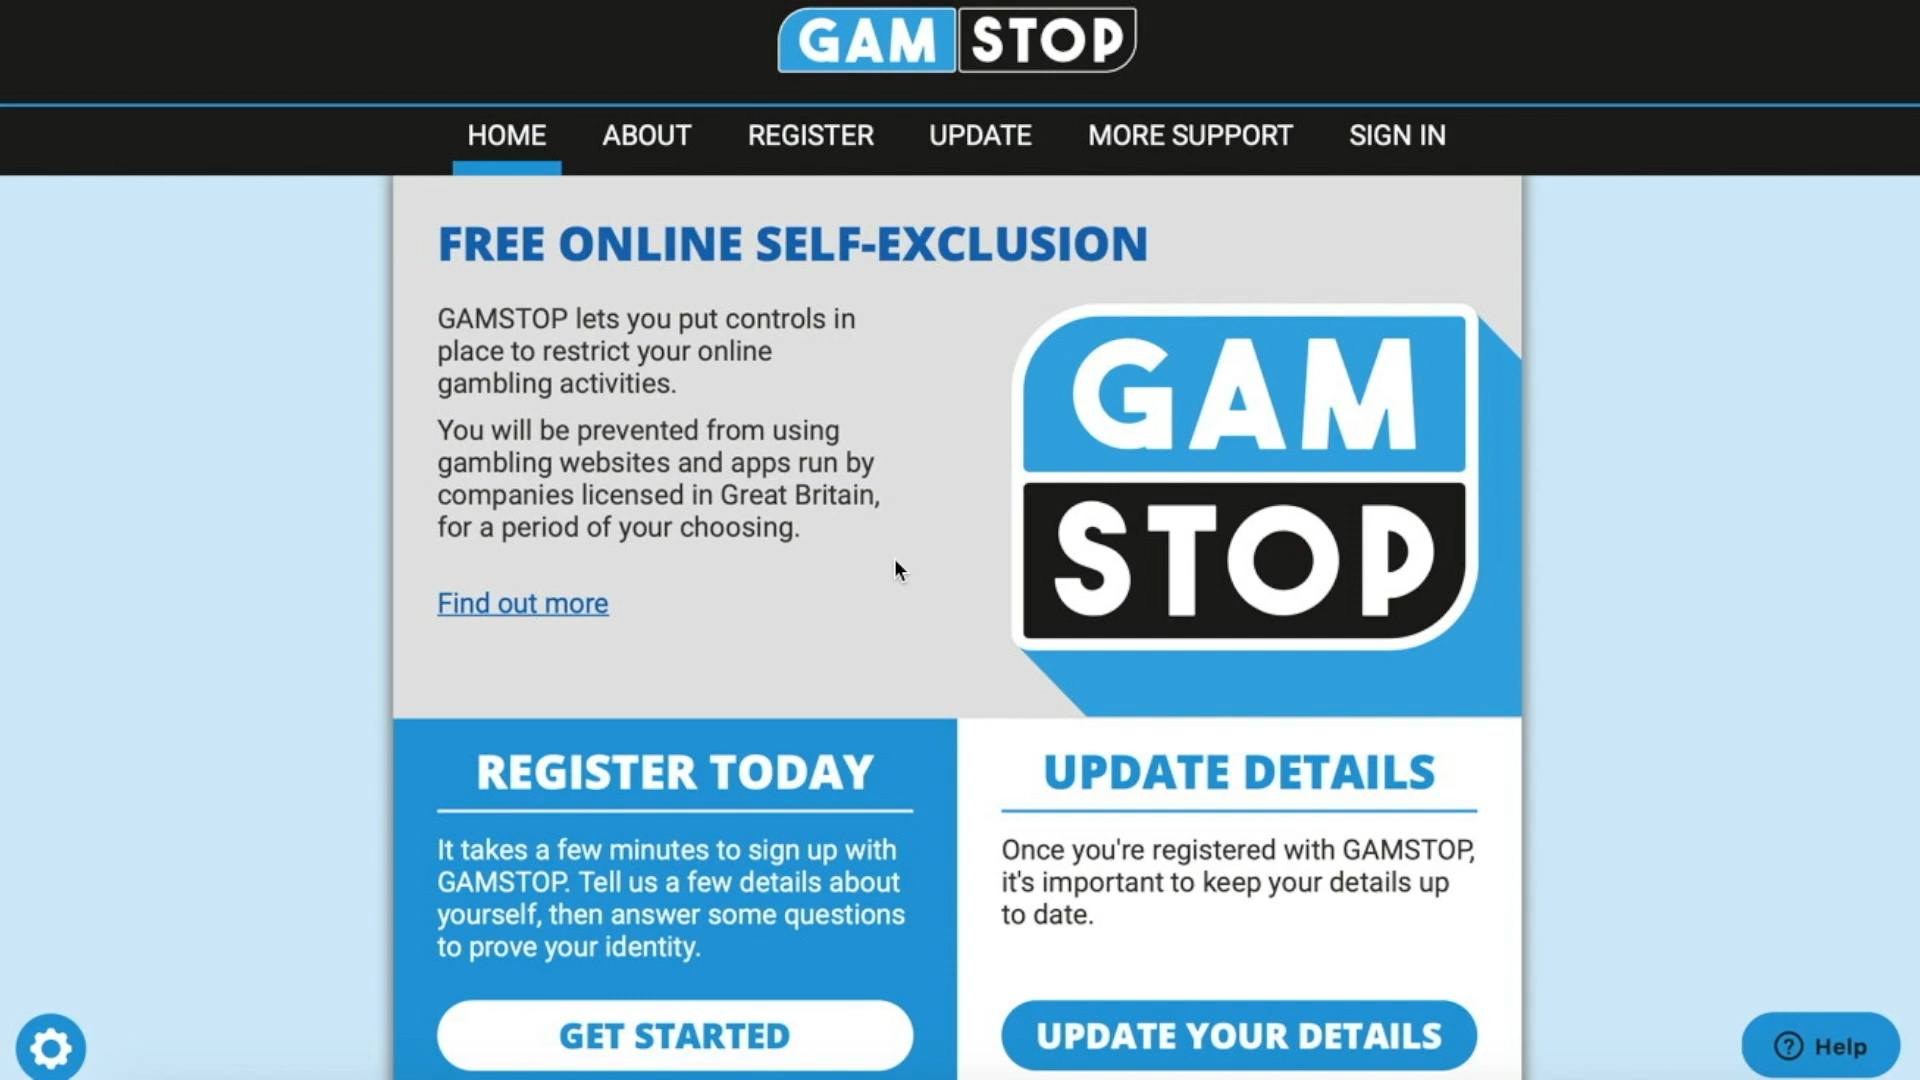 GAM STOP
HOME ABOUT REGISTER UPDATE MORE SUPPORT SIGN IN
FREE ONLINE SELF-EXCLUSION
GAMSTOP lets you put controls in
place to restrict your online
gambling activities.
You will be prevented from using
gambling websites and apps run by
companies licensed in Great Britain,
for a period of your choosing.
Find out more
GAM
STOP
REGISTER TODAY
It takes a few minutes to sign up with
GAMSTOP. Tell us a few details about
yourself, then answer some questions
to prove your identity.
GET STARTED
UPDATE DETAILS
Once you're registered with GAMSTOP,
it's important to keep your details up
to date.
UPDATE YOUR DETAILS
? Help